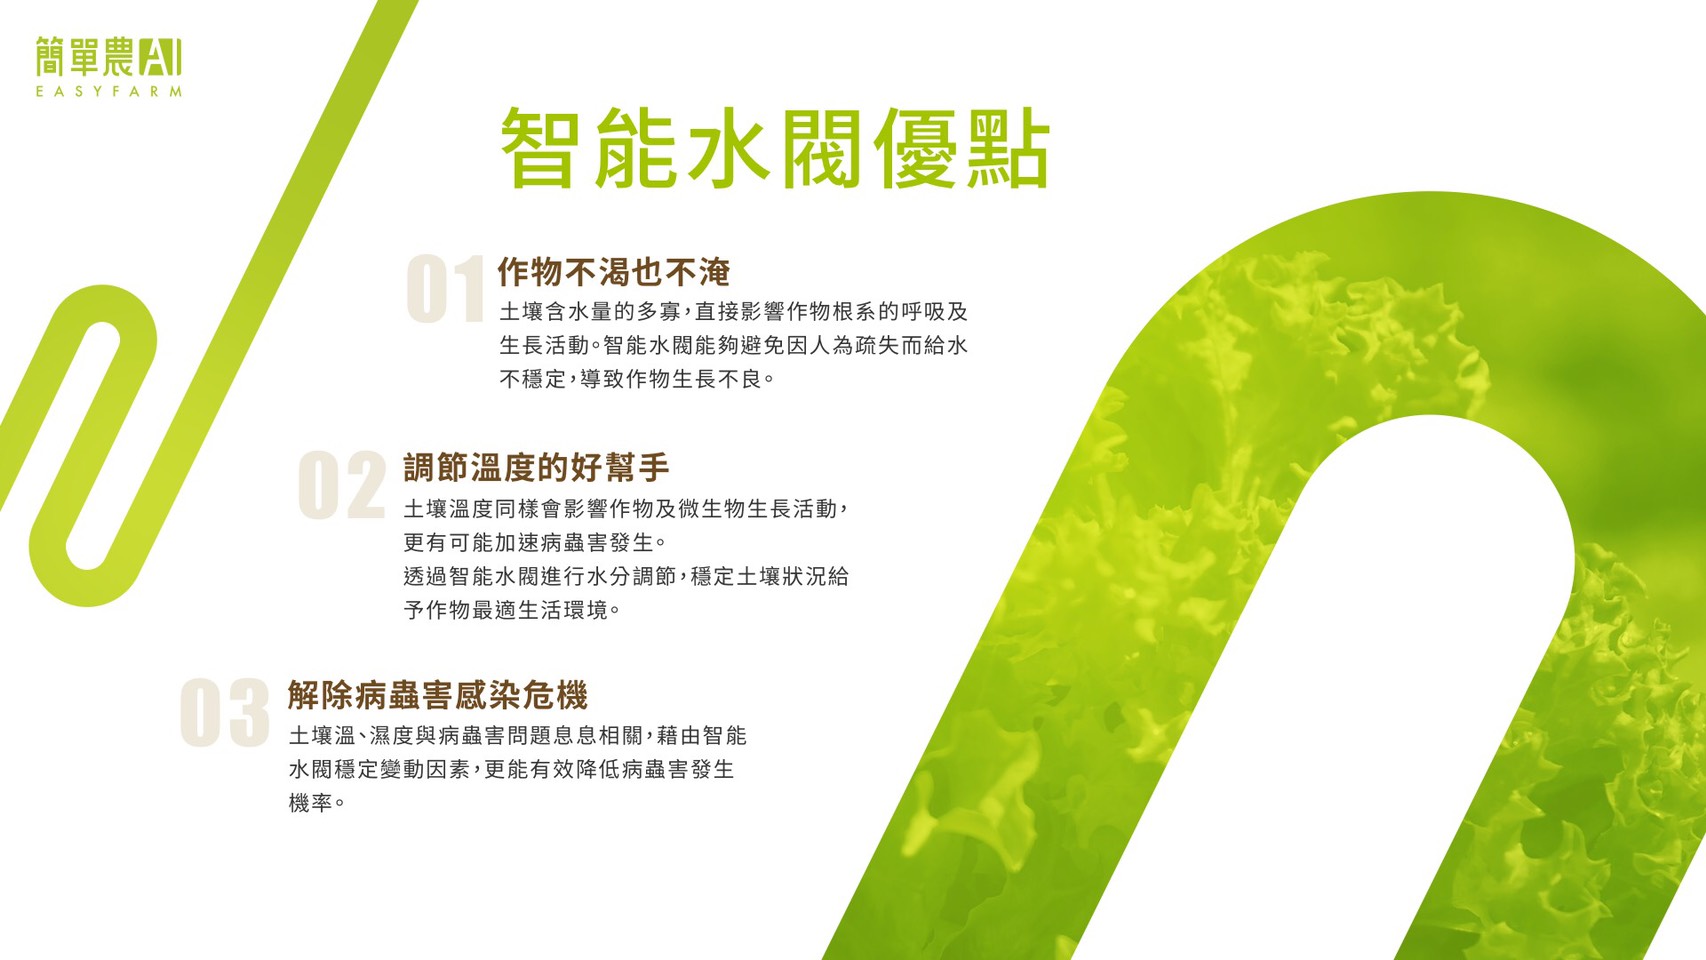 簡單農AI
EASYFARM
智能水閥優點
01
作物不渴也不淹
土壤含水量的多寡，直接影響作物根系的呼吸及
生長活動。智能水閥能夠避免因人為疏失而給水
不穩定，導致作物生長不良。
02
調節溫度的好幫手
土壤溫度同樣會影響作物及微生物生長活動，
更有可能加速病蟲害發生。
透過智能水閥進行水分調節，穩定土壤狀況給
予作物最適生活環境。
03
解除病蟲害感染危機
土壤溫、濕度與病蟲害問題息息相關，藉由智能
水閥穩定變動因素，更能有效降低病蟲害發生
機率。